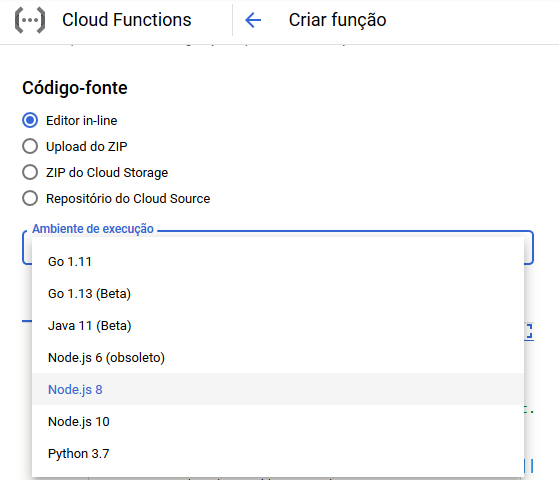 Cloud Functions
Criar função
Código-fonte
Editor in-line
Upload do ZIP
ZIP do Cloud Storage
Repositório do Cloud Source
Ambiente de execução
Go 1.11
Go 1.13 (Beta)
Java 11 (Beta)
Node.js 6 (obsoleto)
Node.js 8
Node.js 10
Python 3.7